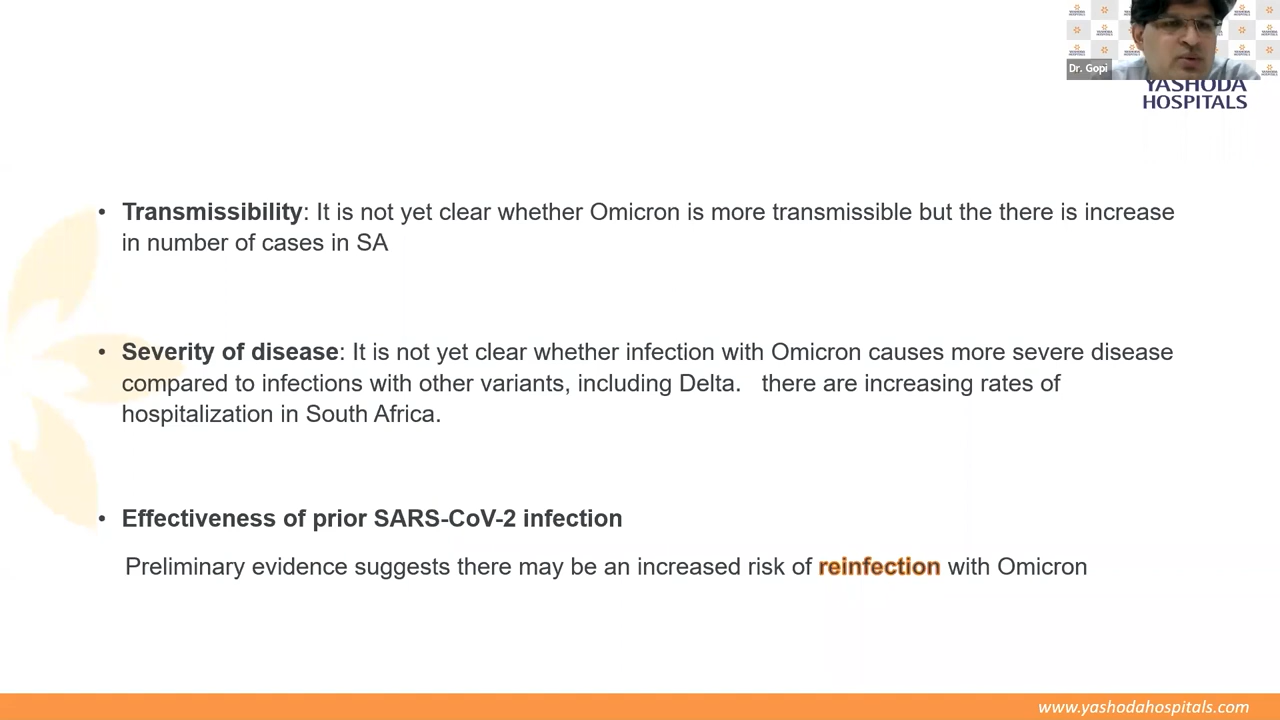 Dr. Gopi
YASHODA
HOSPITALS
• Transmissibility: It is not yet clear whether Omicron is more transmissible but the there is increase
in number of cases in SA
• Severity of disease: It is not yet clear whether infection with Omicron causes more severe disease
compared to infections with other variants, including Delta. there are increasing rates of
hospitalization in South Africa.
• Effectiveness of prior SARS-CoV-2 infection
Preliminary evidence suggests there may be an increased risk of reinfection with Omicron
www.yashodahospitals.com